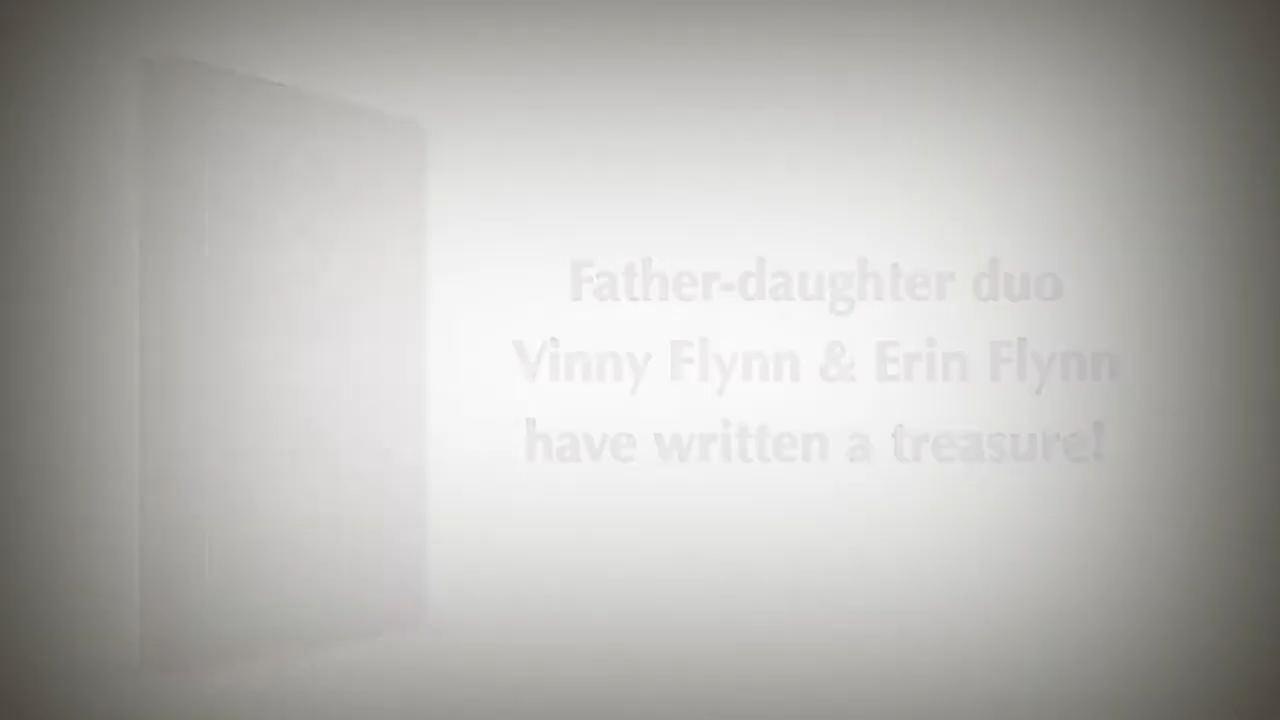 Father-daughter duo
Vinny Flynn & Erin Flynn
have written a treasure!